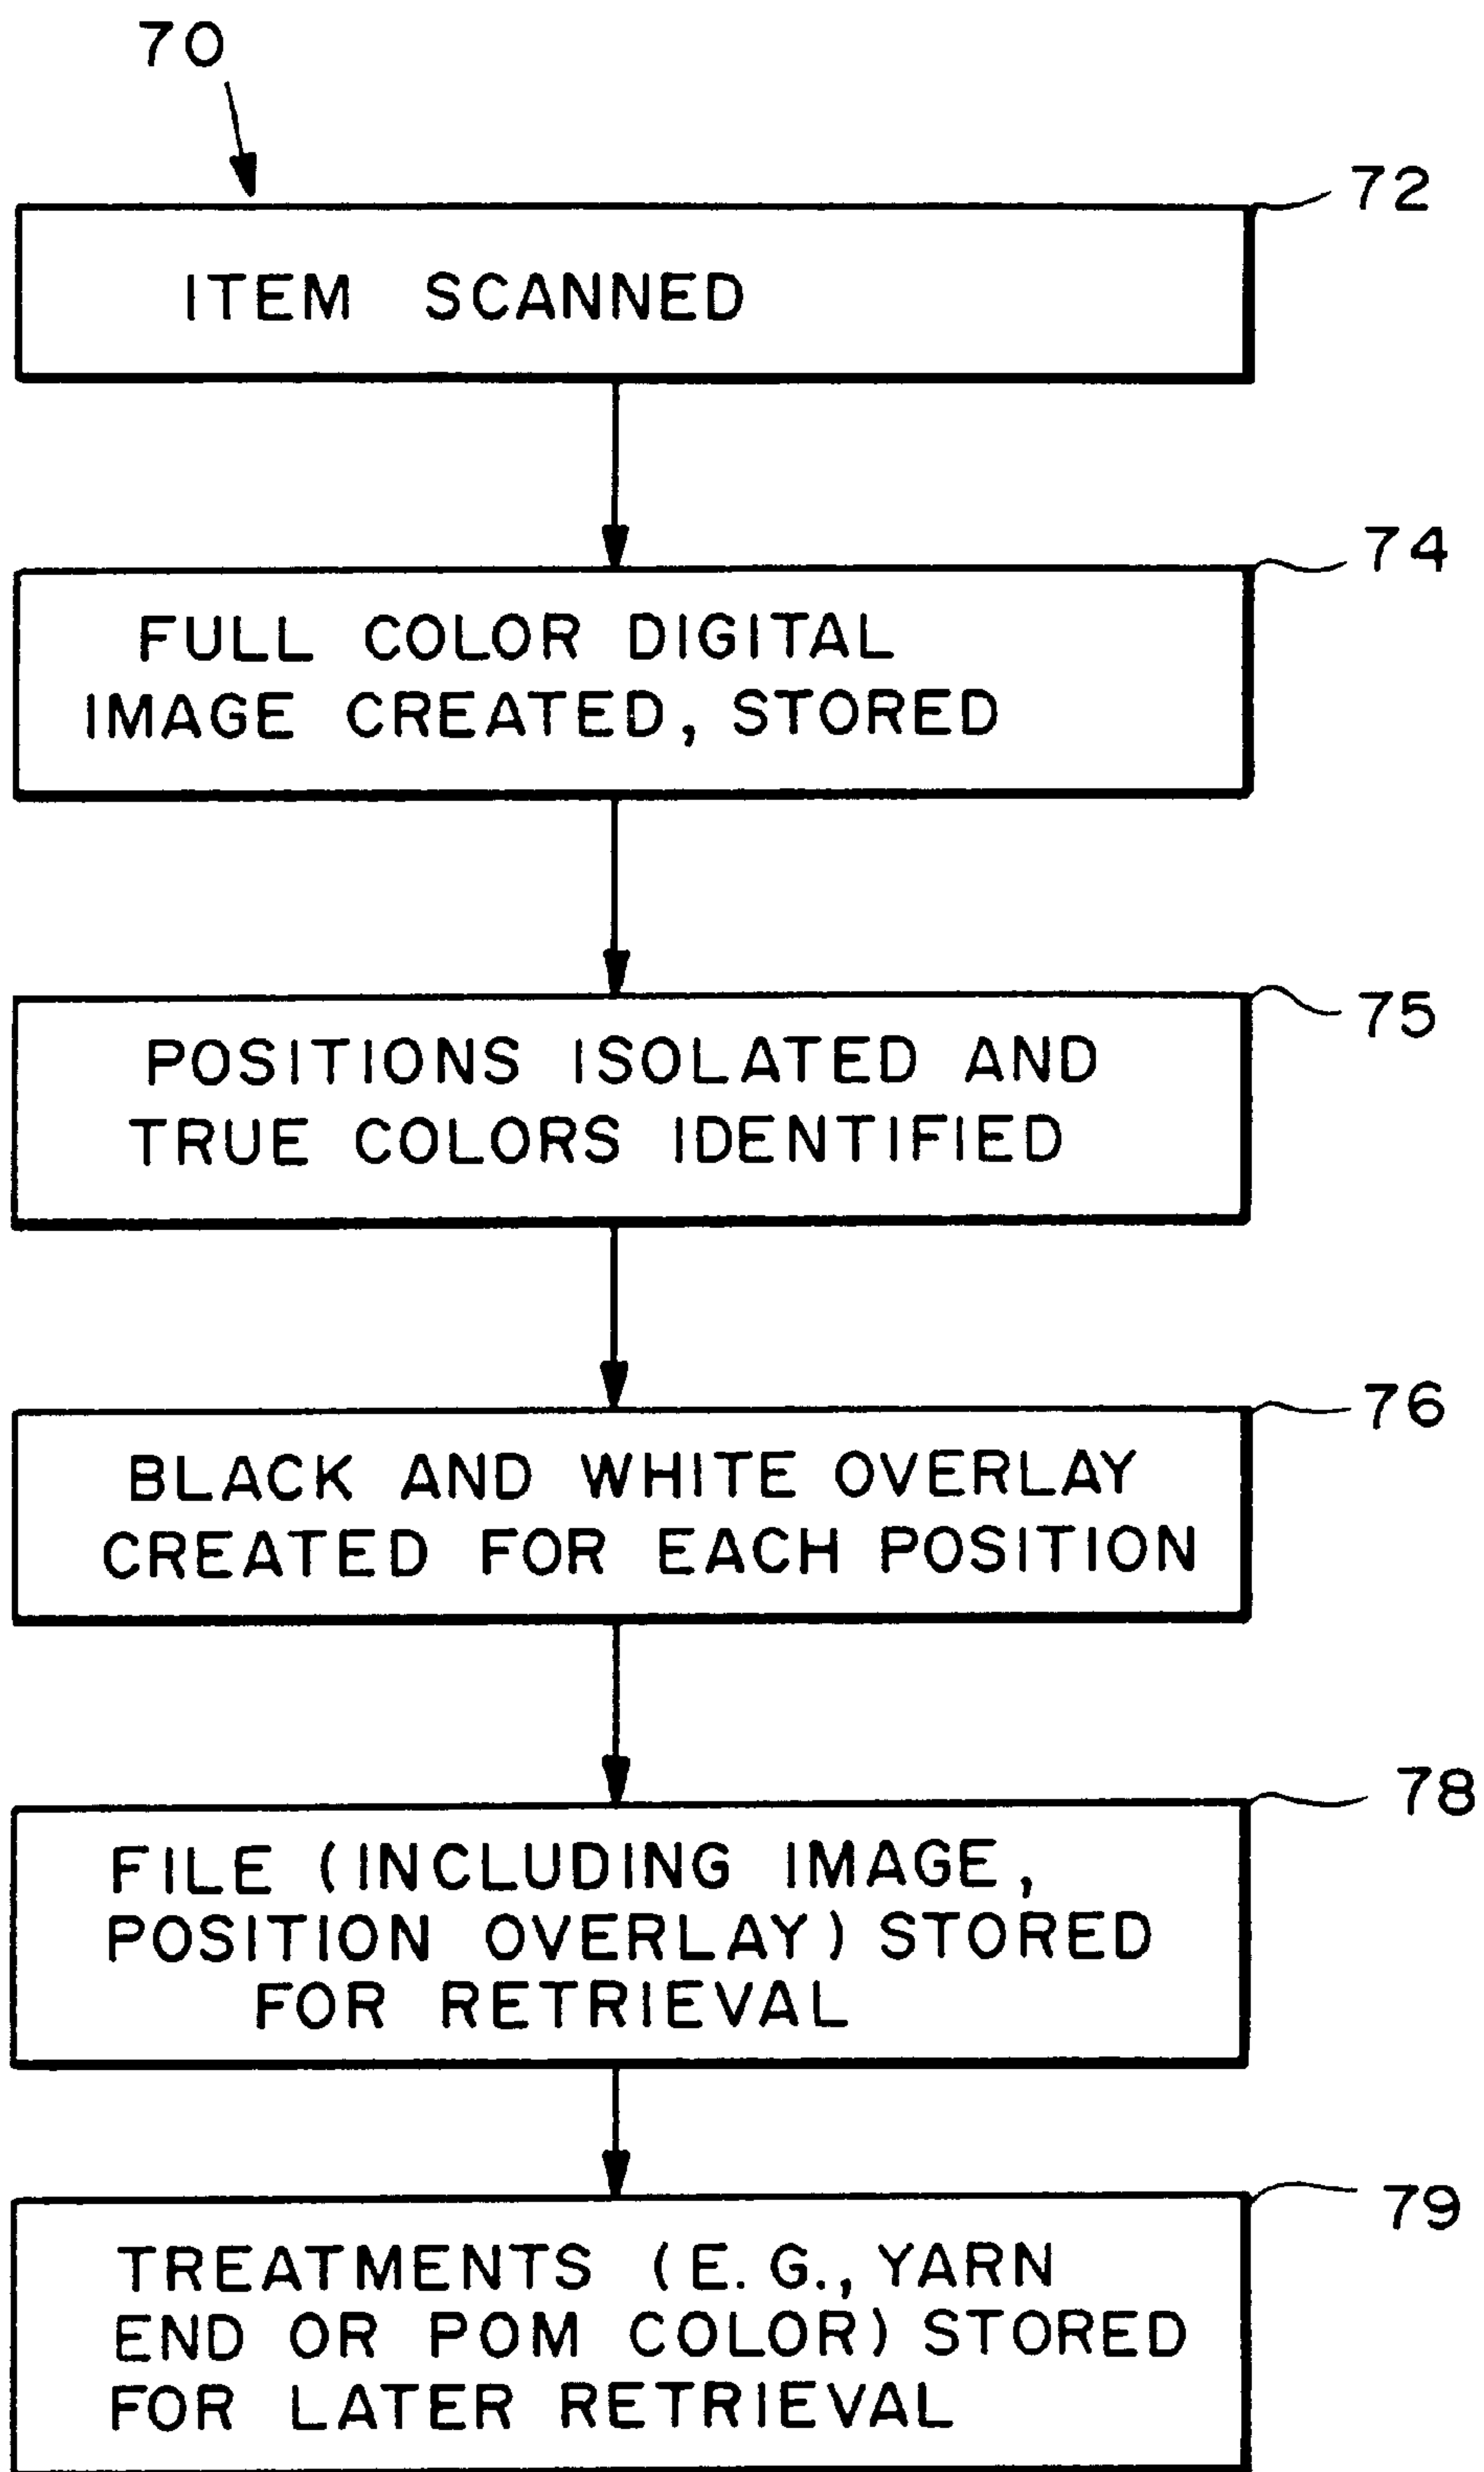 70
72
ITEM SCANNED
74
FULL COLOR DIGITAL
IMAGE CREATED, STORED
75
POSITIONS ISOLATED AND
TRUE COLORS IDENTIFIED
76
BLACK AND WHITE OVERLAY
CREATED FOR EACH POSITION
78
FILE (INCLUDING IMAGE,
POSITION OVERLAY) STORED
FOR RETRIEVAL
79
TREATMENTS (E.G., YARN
END OR POM COLOR) STORED
FOR LATER RETRIEVAL